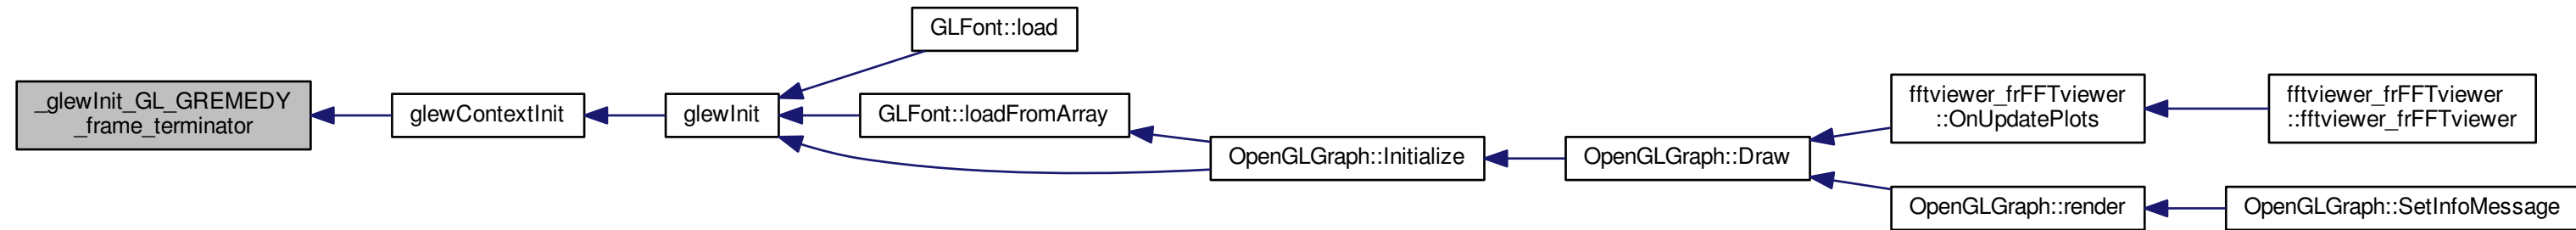 _glewInit_GL_GREMEDY
_frame_terminator
glewContextInit
glewInit
GLFont::load
GLFont::loadFromArray
OpenGLGraph::Initialize
OpenGLGraph::Draw
fftviewer_frFFTviewer
::OnUpdatePlots
fftviewer_frFFTviewer
::fftviewer_frFFTviewer
OpenGLGraph::render
OpenGLGraph::SetInfoMessage